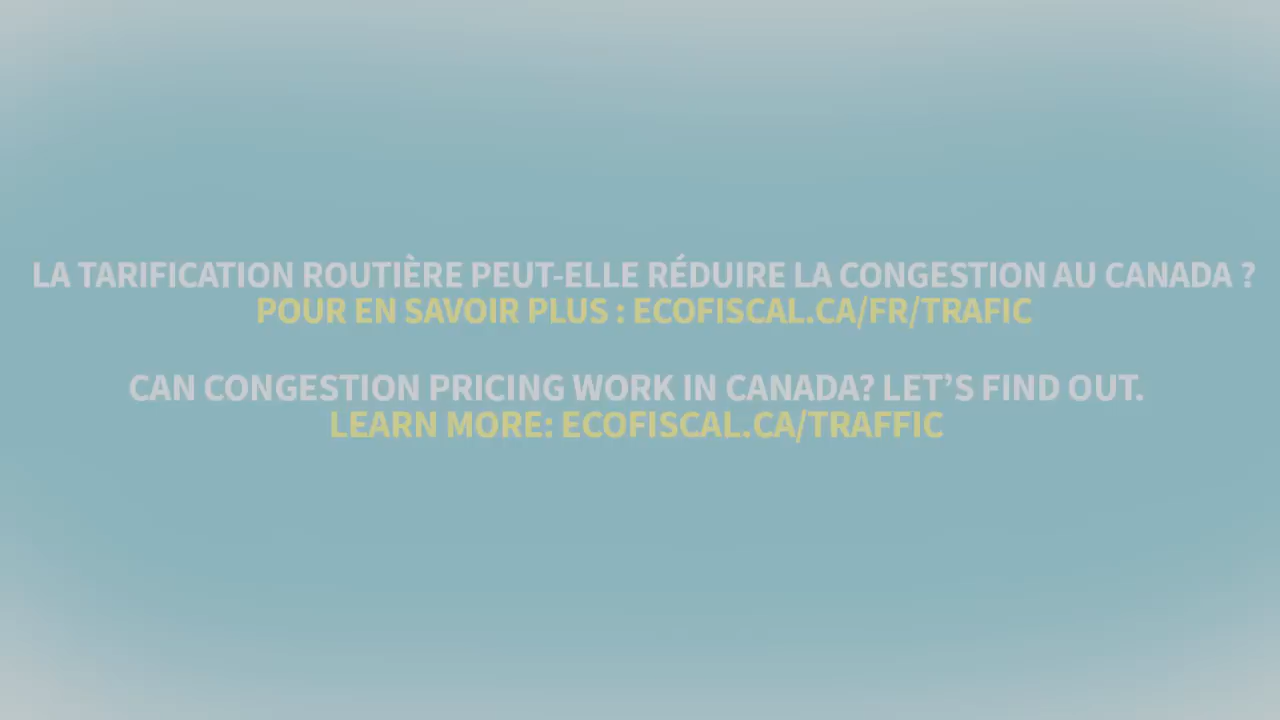 LA TARIFICATION ROUTIÈRE PEUT-ELLE RÉDUIRE LA CONGESTION AU CANADA ?
POUR EN SAVOIR PLUS : ECOFISCAL.CA/FR/TRAFIC
CAN CONGESTION PRICING WORK IN CANADA? LET’S FIND OUT.
LEARN MORE: ECOFISCAL.CA/TRAFFIC